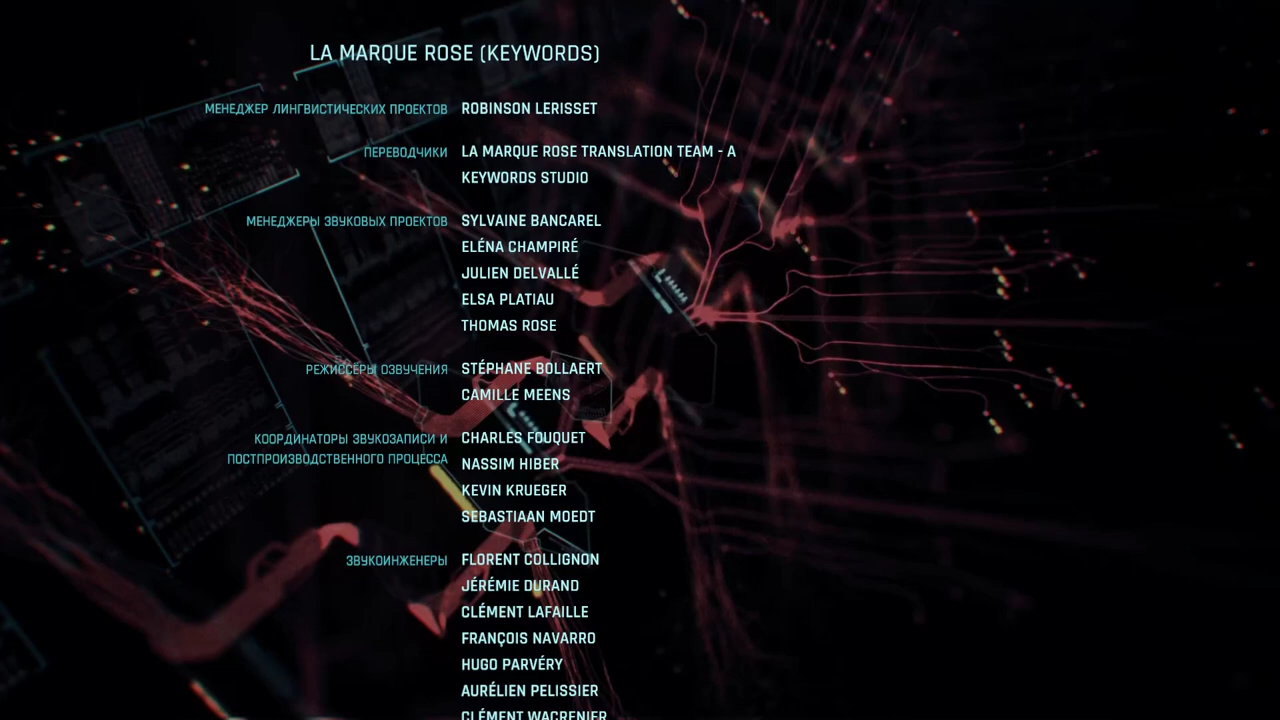 LA MARQUE ROSE (KEYWORDS)
МЕНЕДЖЕР ЛИНГВИСТИЧЕСКИХ ПРОЕКТОВ ROBINSON LERISSET
ПЕРЕВОДЧИКИ LA MARQUE ROSE TRANSLATION TEAM - A
KEYWORDS STUDIO
МЕНЕДЖЕРЫ ЗВУКОВЫХ ПРОЕКТОВ SYLVAINE BANCAREL
ELÉNA CHAMPIRÉ
JULIEN DELVALLÉ
ELSA PLATIAU
THOMAS ROSE
РЕЖИССЁРЫ ОЗВУЧЕНИЯ STÉPHANE BOLLAERT
CAMILLE MEENS
КООРДИНАТОРЫ ЗВУКОЗАПИСИ И CHARLES FOUQUET
ПОСТПРОИЗВОДСТВЕННОГО ПРОЦЕССА NASSIM HIBER
KEVIN KRUEGER
SEBASTIAAN MOEDT
ЗВУКОИНЖЕНЕРЫ FLORENT COLLIGNON
JÉRÉMIE DURAND
CLÉMENT LAFAILLE
FRANÇOIS NAVARRO
HUGO PARVÉRY
AURÉLIEN PELISSIER
CLÉMENT WACRENIER